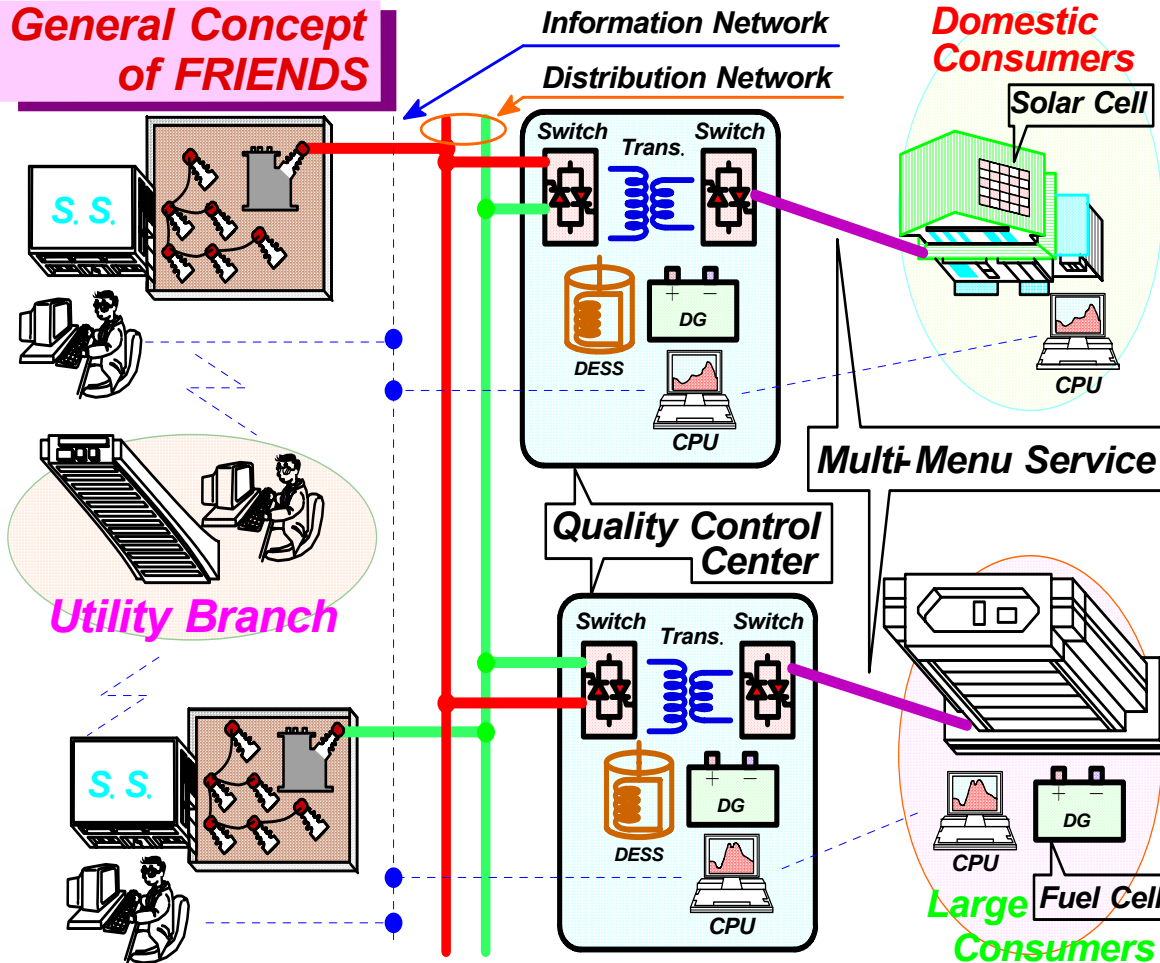 General Concept
of FRIENDS
Information Network
Distribution Network
Domestic
Consumers
Solar Cell
Switch
Trans.
Switch
S. S.
+ −
DG
DESS
CPU
CPU
Multi-Menu Service
Quality Control
Center
Utility Branch
Switch
Trans.
Switch
S. S.
+ −
DG
DESS
CPU
CPU
+ −
DG
Fuel Cell
Large
Consumers